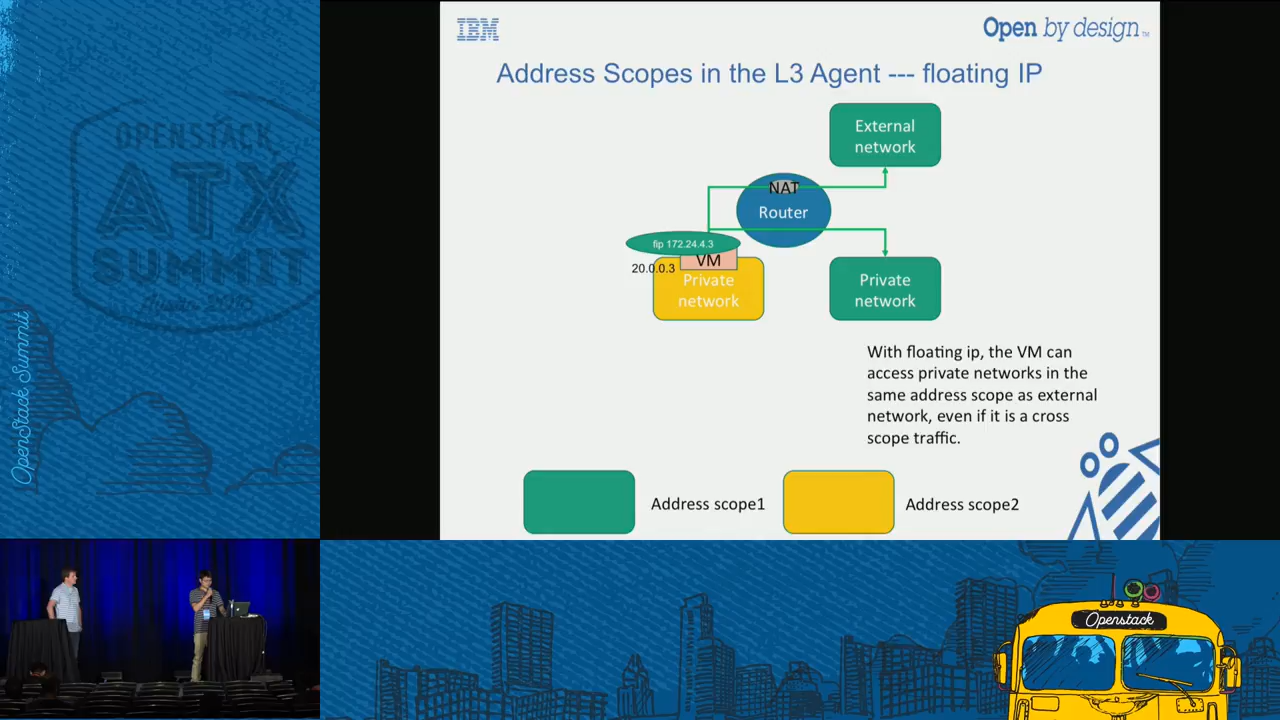 IBM
Open by design™
Address Scopes in the L3 Agent --- floating IP
External
network
NAT
Router
fip 172.24.4.3
VM
20.0.0.3
Private
network
Private
network
With floating ip, the VM can
access private networks in the
same address scope as external
network, even if it is a cross
scope traffic.
Address scope1
Address scope2
OPENSTACK
ATX
SUMMIT
OpenStack Summit
Openstack